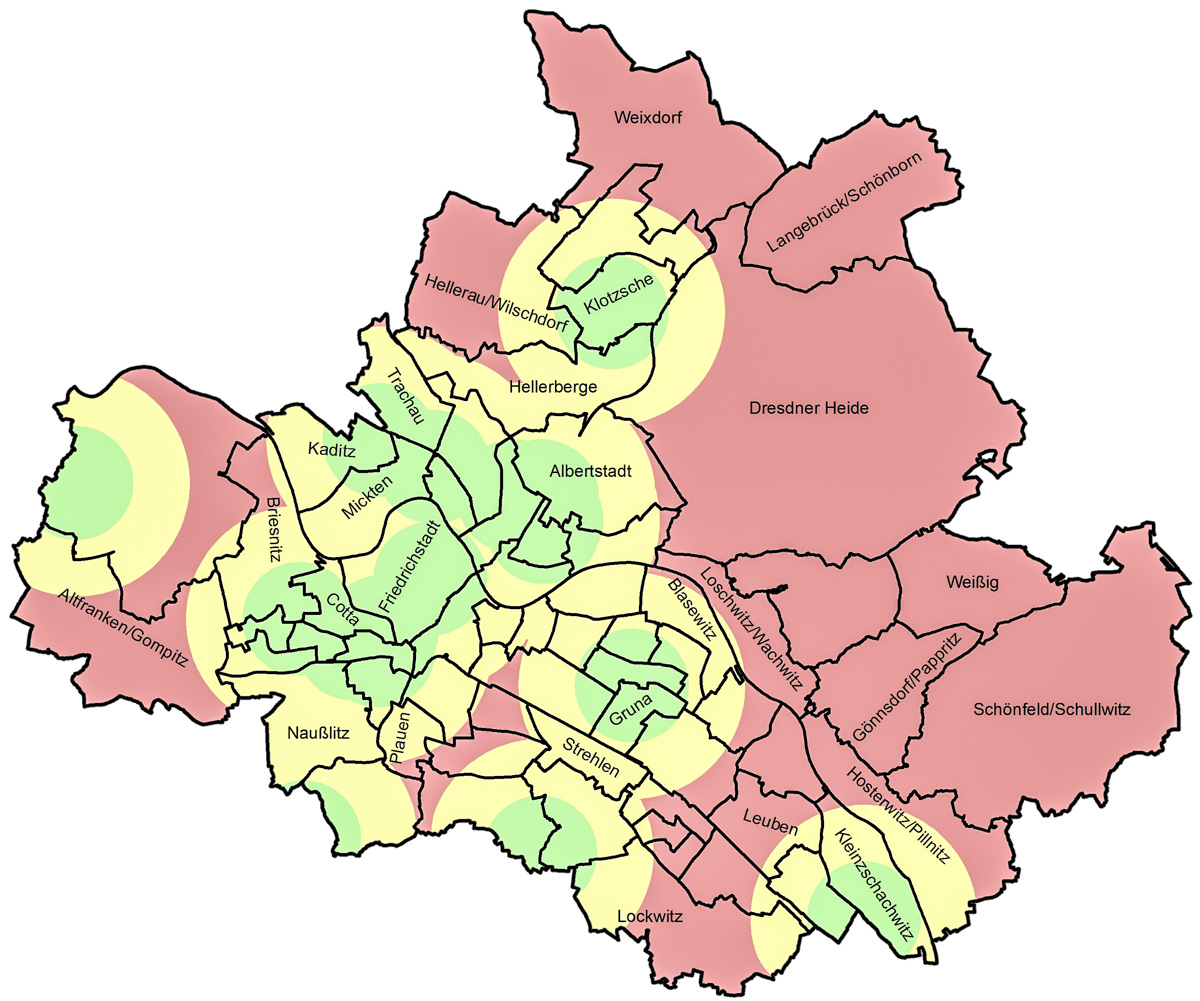 Weixdorf
Langebrück/Schönborn
Klotzsche
Hellerau/Wilschdorf
Hellerberge
Trachau
Dresdner Heide
Kaditz
Albertstadt
Mickten
Briesnitz
Friedrichstadt
Cotta
Altfranken/Gompitz
Blasewitz
Loschwitz/Wachwitz
Weißig
Gönnsdorf/Pappritz
Schönfeld/Schullwitz
Gruna
Naußlitz
Plauen
Strehlen
Hosterwitz/Pillnitz
Leuben
Kleinzschachwitz
Lockwitz